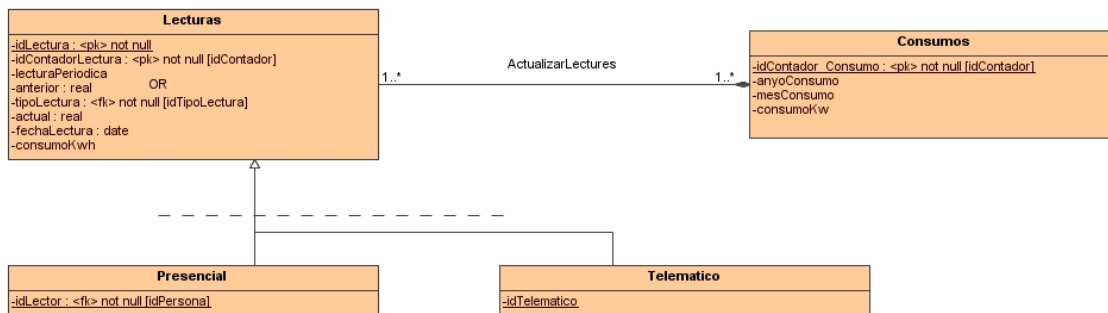 Lecturas
-idLectura : <pk> not null
-idContadorLectura : <pk> not null [idContador]
-lecturaPeriodica
-anterior : real
OR
-tipoLectura : <fk> not null [idTipoLectura]
-actual : real
-fechaLectura : date
-consumoKwh
1..*
ActualizarLectures
1..*
Consumos
-idContador_Consumo : <pk> not null [idContador]
-anyoConsumo
-mesConsumo
-consumoKw
Presencial
-idLector : <fk> not null [idPersona]
Telematico
-idTelematico